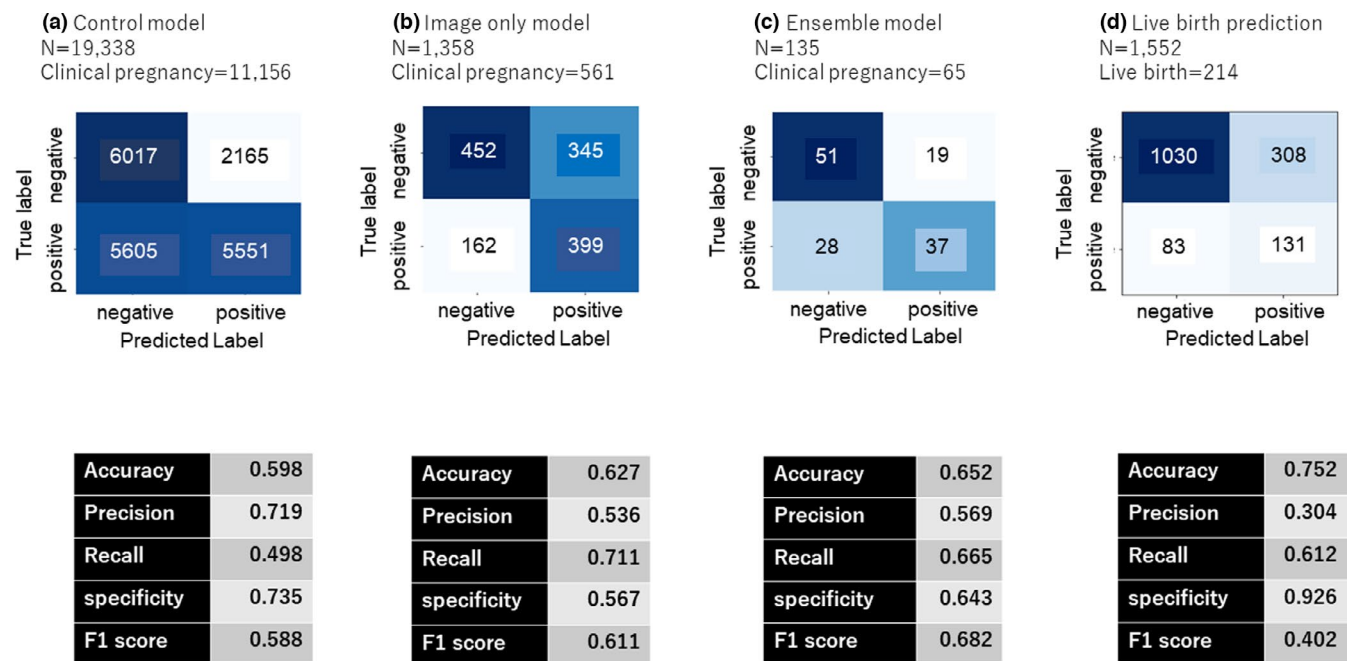 (a) Control model
N=19,338
Clinical pregnancy=11,156
True label
negative
positive
6017 2165
5605 5551
negative positive
Predicted Label
Accuracy 0.598
Precision 0.719
Recall 0.498
specificity 0.735
F1 score 0.588
(b) Image only model
N=1,358
Clinical pregnancy=561
True label
negative
positive
452 345
162 399
negative positive
Predicted Label
Accuracy 0.627
Precision 0.536
Recall 0.711
specificity 0.567
F1 score 0.611
(c) Ensemble model
N=135
Clinical pregnancy=65
True label
negative
positive
51 19
28 37
negative positive
Predicted Label
Accuracy 0.652
Precision 0.569
Recall 0.665
specificity 0.643
F1 score 0.682
(d) Live birth prediction
N=1,552
Live birth=214
True label
negative
positive
1030 308
83 131
negative positive
Predicted Label
Accuracy 0.752
Precision 0.304
Recall 0.612
specificity 0.926
F1 score 0.402